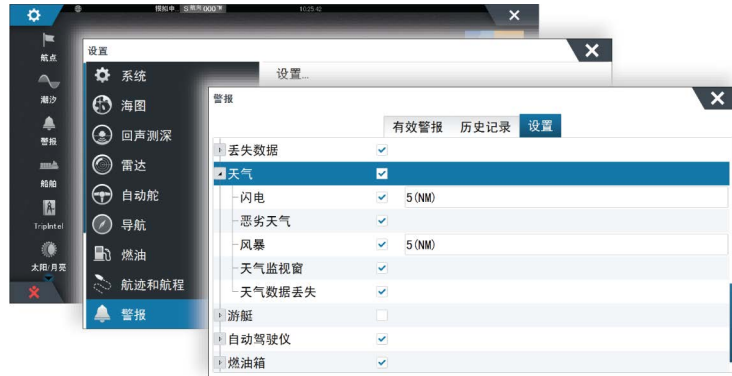 模拟中 S 航向 000 °M
10:25:42
航点
潮汐
警报
船舶
TripIntel
太阳/月亮
设置
系统
海图
回声测深
雷达
自动舵
导航
燃油
航迹和航程
警报
设置...
警报
有效警报 历史记录 设置
丢失数据
天气
闪电 5(NM)
恶劣天气
风暴 5(NM)
天气监视窗
天气数据丢失
游艇
自动驾驶仪
燃油箱